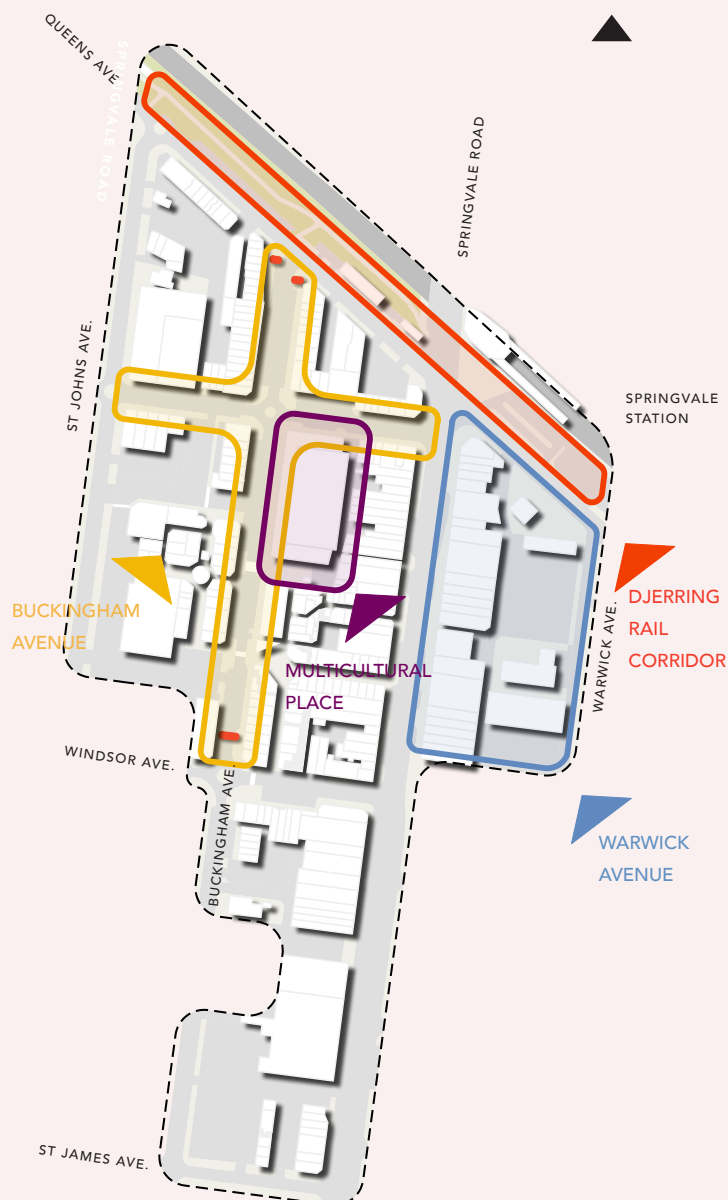 QUEENS AVE.
SPRINGVALE ROAD
SPRINGVALE ROAD
ST JOHNS AVE.
SPRINGVALE
STATION
BUCKINGHAM
AVENUE
DJERRING
RAIL
CORRIDOR
WARWICK AVE.
MULTICULTURAL
PLACE
WINDSOR AVE.
BUCKINGHAM AVE.
WARWICK
AVENUE
ST JAMES AVE.